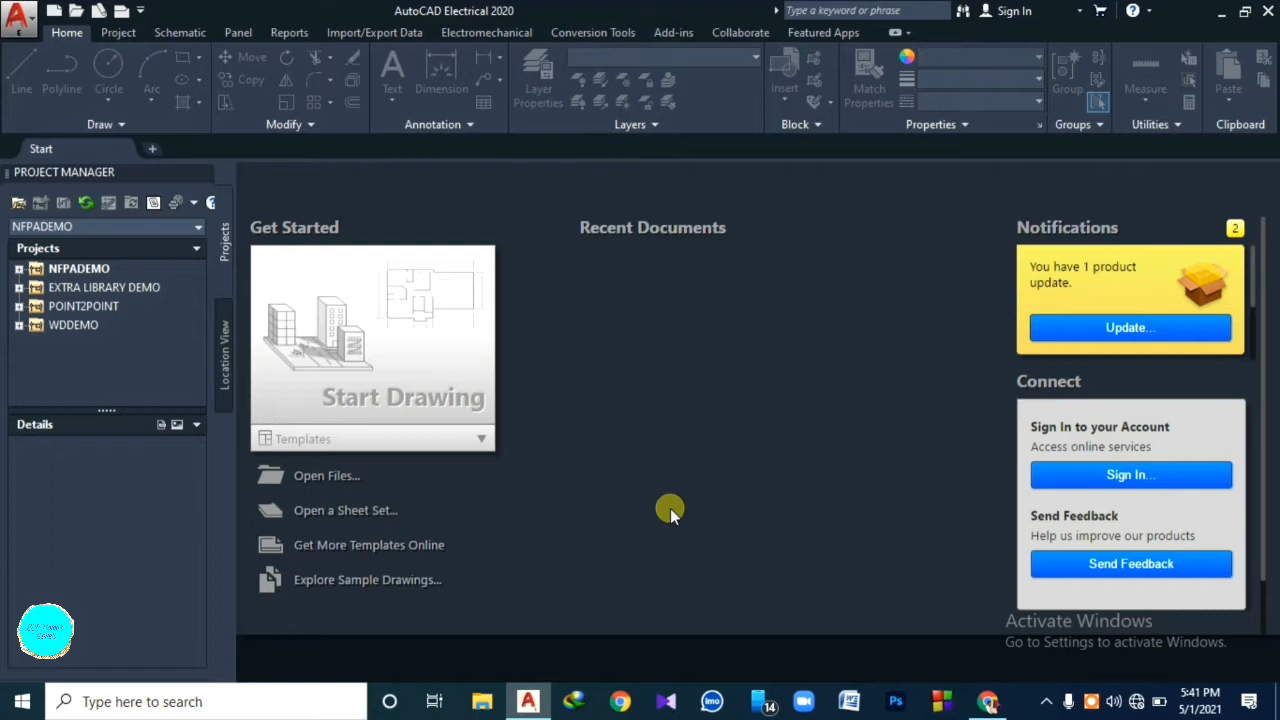 AutoCAD Electrical 2020
Type a keyword or phrase
Sign In
Home Project Schematic Panel Reports Import/Export Data Electromechanical Conversion Tools Add-ins Collaborate Featured Apps
Line Polyline Circle Arc
Move
Copy
Text Dimension
Layer Properties
Insert
Match Properties
Group
Measure
Paste
Draw Modify Annotation Layers Block Properties Groups Utilities Clipboard
Start
PROJECT MANAGER
NFPADEMO
Projects
NFPADEMO
EXTRA LIBRARY DEMO
POINT2POINT
WDDEMO
Details
Projects
Location View
Get Started
Start Drawing
Templates
Open Files...
Open a Sheet Set...
Get More Templates Online
Explore Sample Drawings...
Recent Documents
Notifications 2
You have 1 product
update.
Update...
Connect
Sign In to your Account
Access online services
Sign In...
Send Feedback
Help us improve our products
Send Feedback
Activate Windows
Go to Settings to activate Windows.
Type here to search
imo
14
Ps
5:41 PM
5/1/2021